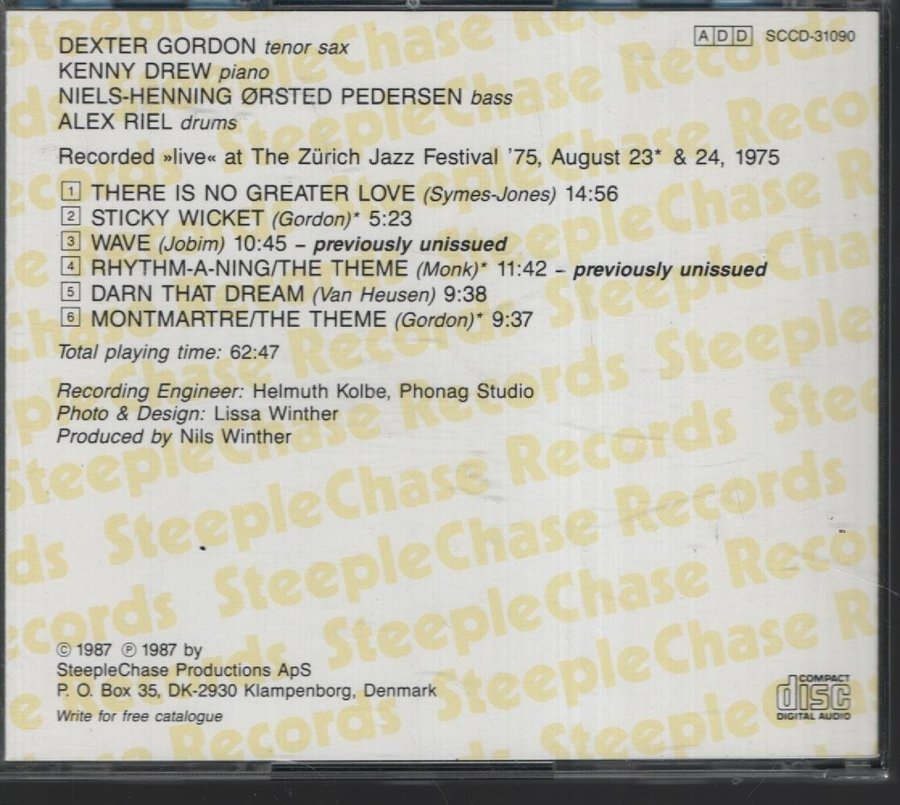 DEXTER GORDON tenor sax
A D D SCCD-31090
KENNY DREW piano
NIELS-HENNING ØRSTED PEDERSEN bass
ALEX RIEL drums
Recorded »live« at The Zürich Jazz Festival '75, August 23* & 24, 1975
1 THERE IS NO GREATER LOVE (Symes-Jones) 14:56
2 STICKY WICKET (Gordon)* 5:23
3 WAVE (Jobim) 10:45 – previously unissued
4 RHYTHM-A-NING/THE THEME (Monk)* 11:42 – previously unissued
5 DARN THAT DREAM (Van Heusen) 9:38
6 MONTMARTRE/THE THEME (Gordon)* 9:37
Total playing time: 62:47
Recording Engineer: Helmuth Kolbe, Phonag Studio
Photo & Design: Lissa Winther
Produced by Nils Winther
SteepleChase Records
© 1987 ℗ 1987 by
SteepleChase Productions ApS
P. O. Box 35, DK-2930 Klampenborg, Denmark
Write for free catalogue
COMPACT
disc
DIGITAL AUDIO